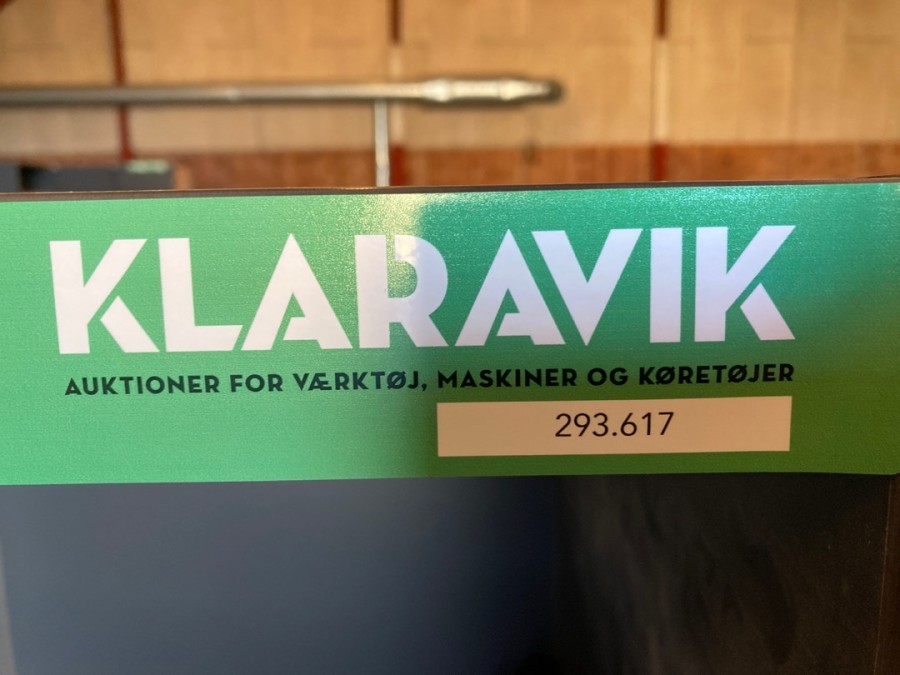 KLARAVIK
AUKTIONER FOR VÆRKTØJ, MASKINER OG KØRETØJER
293.617